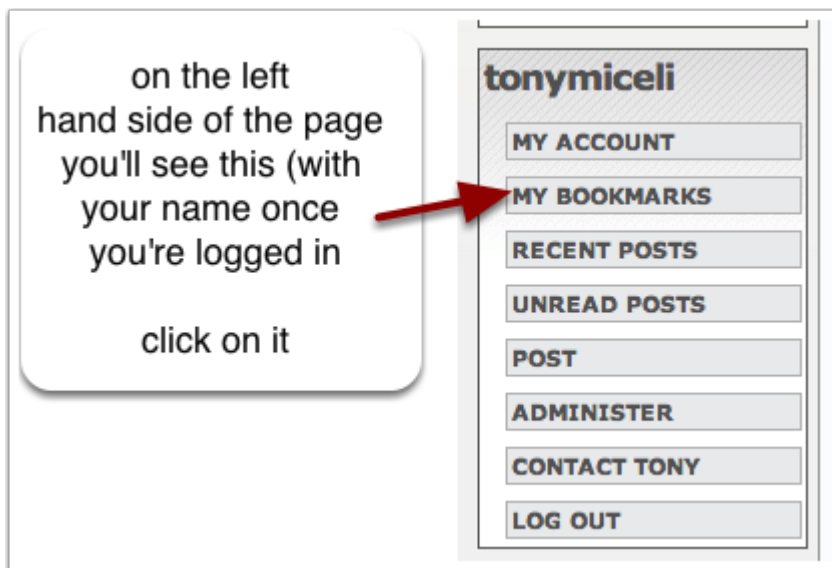 on the left
hand side of the page
you'll see this (with
your name once
you're logged in
click on it
tonymiceli
MY ACCOUNT
MY BOOKMARKS
RECENT POSTS
UNREAD POSTS
POST
ADMINISTER
CONTACT TONY
LOG OUT